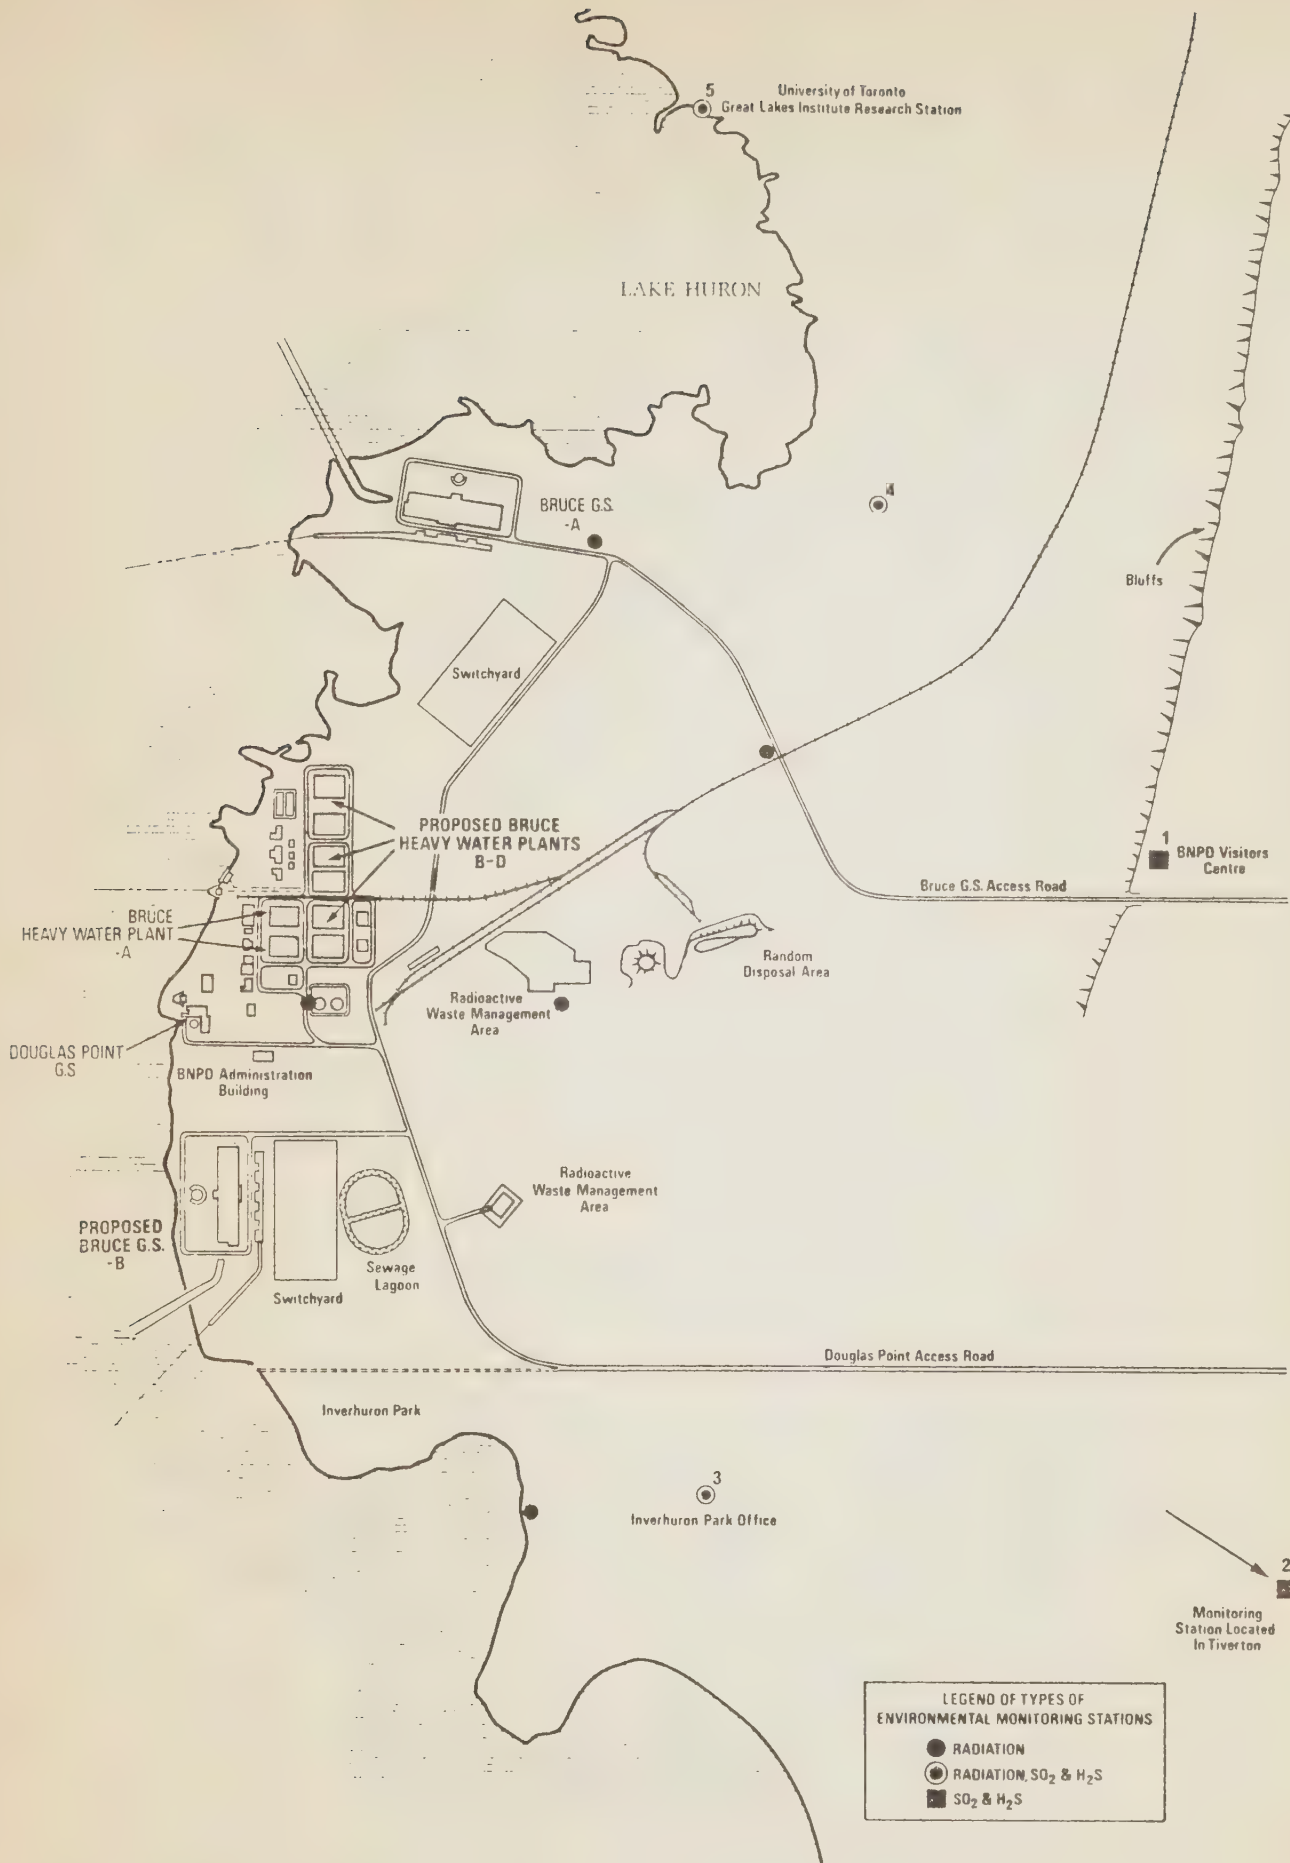 5
University of Toronto
Great Lakes Institute Research Station
LAKE HURON
4
BRUCE G.S.
-A
Bluffs
Switchyard
PROPOSED BRUCE
HEAVY WATER PLANTS
B-D
1
BNPD Visitors
Centre
Bruce G.S. Access Road
BRUCE
HEAVY WATER PLANT
-A
Random
Disposal Area
Radioactive
Waste Management
Area
DOUGLAS POINT
G.S
BNPD Administration
Building
Radioactive
Waste Management
Area
PROPOSED
BRUCE G.S.
-B
Sewage
Lagoon
Switchyard
Douglas Point Access Road
Inverhuron Park
3
Inverhuron Park Office
2
Monitoring
Station Located
In Tiverton
LEGEND OF TYPES OF
ENVIRONMENTAL MONITORING STATIONS
RADIATION
RADIATION, SO₂ & H₂S
SO₂ & H₂S